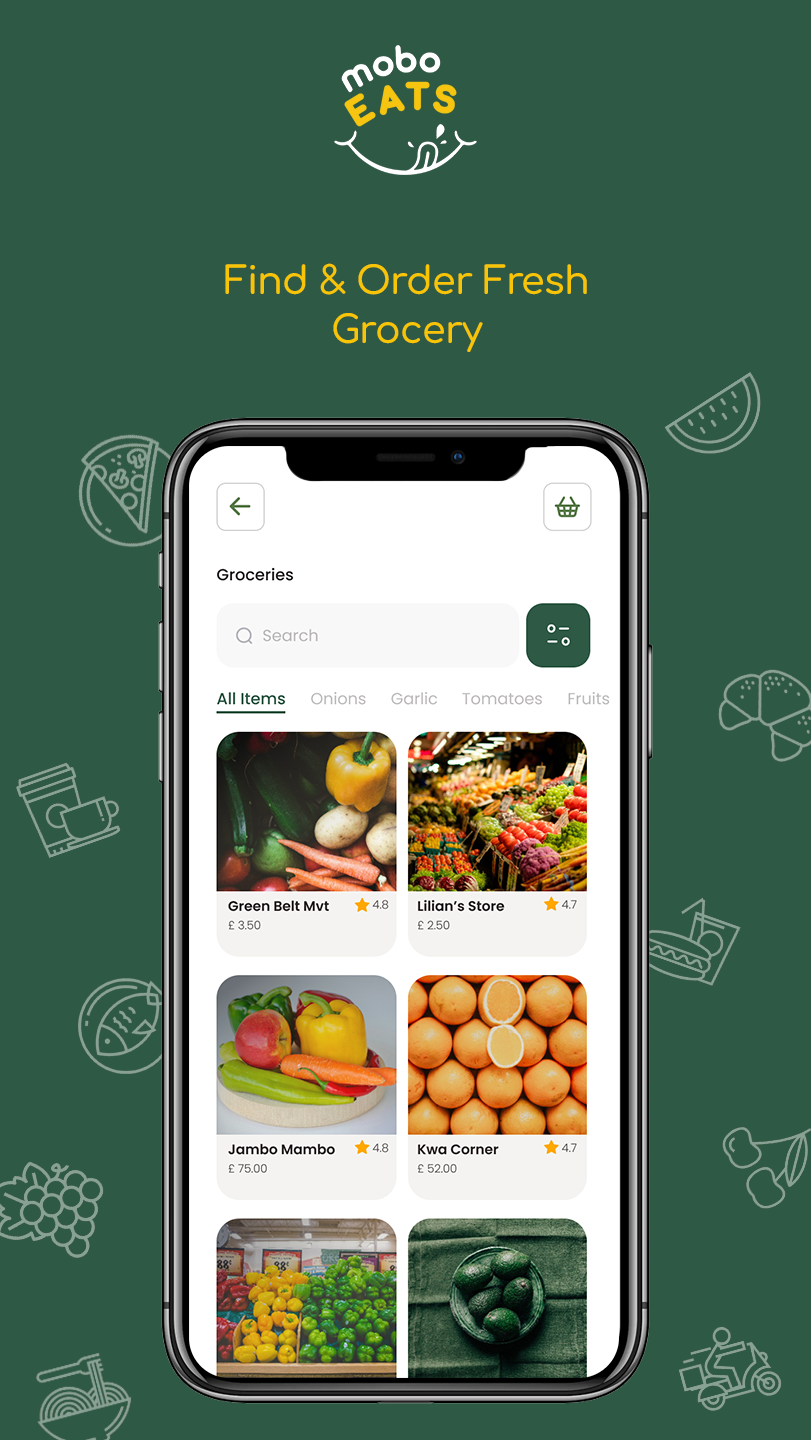 mobo
EATS
Find & Order Fresh
Grocery
Groceries
Search
All Items Onions Garlic Tomatoes Fruits
Green Belt Mvt 4.8
£ 3.50
Lilian’s Store 4.7
£ 2.50
Jambo Mambo 4.8
£ 75.00
Kwa Corner 4.7
£ 52.00